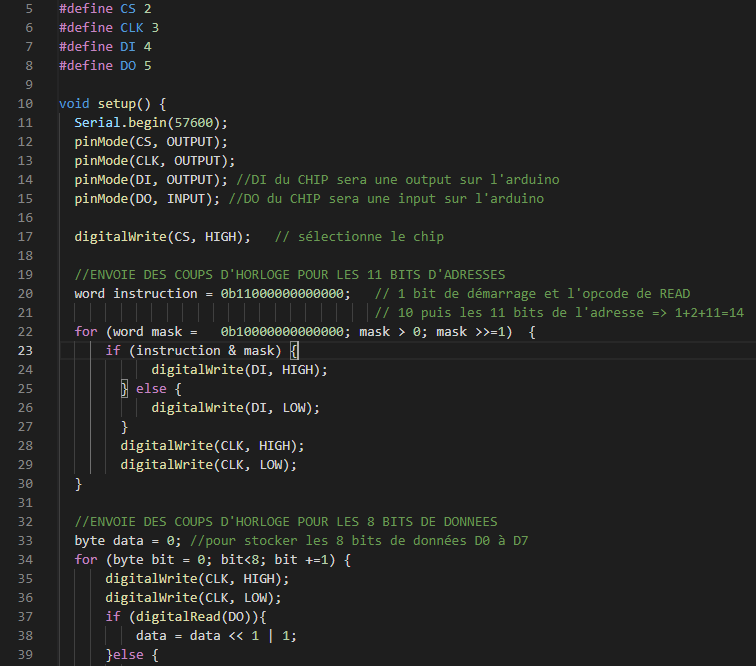 5 #define CS 2
6 #define CLK 3
7 #define DI 4
8 #define DO 5
9
10 void setup() {
11 Serial.begin(57600);
12 pinMode(CS, OUTPUT);
13 pinMode(CLK, OUTPUT);
14 pinMode(DI, OUTPUT); //DI du CHIP sera une output sur l'arduino
15 pinMode(DO, INPUT); //DO du CHIP sera une input sur l'arduino
16
17 digitalWrite(CS, HIGH); // sélectionne le chip
18
19 //ENVOIE DES COUPS D'HORLOGE POUR LES 11 BITS D'ADRESSES
20 word instruction = 0b11000000000000; // 1 bit de démarrage et l'opcode de READ
21 // 10 puis les 11 bits de l'adresse => 1+2+11=14
22 for (word mask = 0b10000000000000; mask > 0; mask >>=1) {
23 if (instruction & mask) {
24 digitalWrite(DI, HIGH);
25 } else {
26 digitalWrite(DI, LOW);
27 }
28 digitalWrite(CLK, HIGH);
29 digitalWrite(CLK, LOW);
30 }
31
32 //ENVOIE DES COUPS D'HORLOGE POUR LES 8 BITS DE DONNEES
33 byte data = 0; //pour stocker les 8 bits de données D0 à D7
34 for (byte bit = 0; bit<8; bit +=1) {
35 digitalWrite(CLK, HIGH);
36 digitalWrite(CLK, LOW);
37 if (digitalRead(DO)){
38 data = data << 1 | 1;
39 }else {